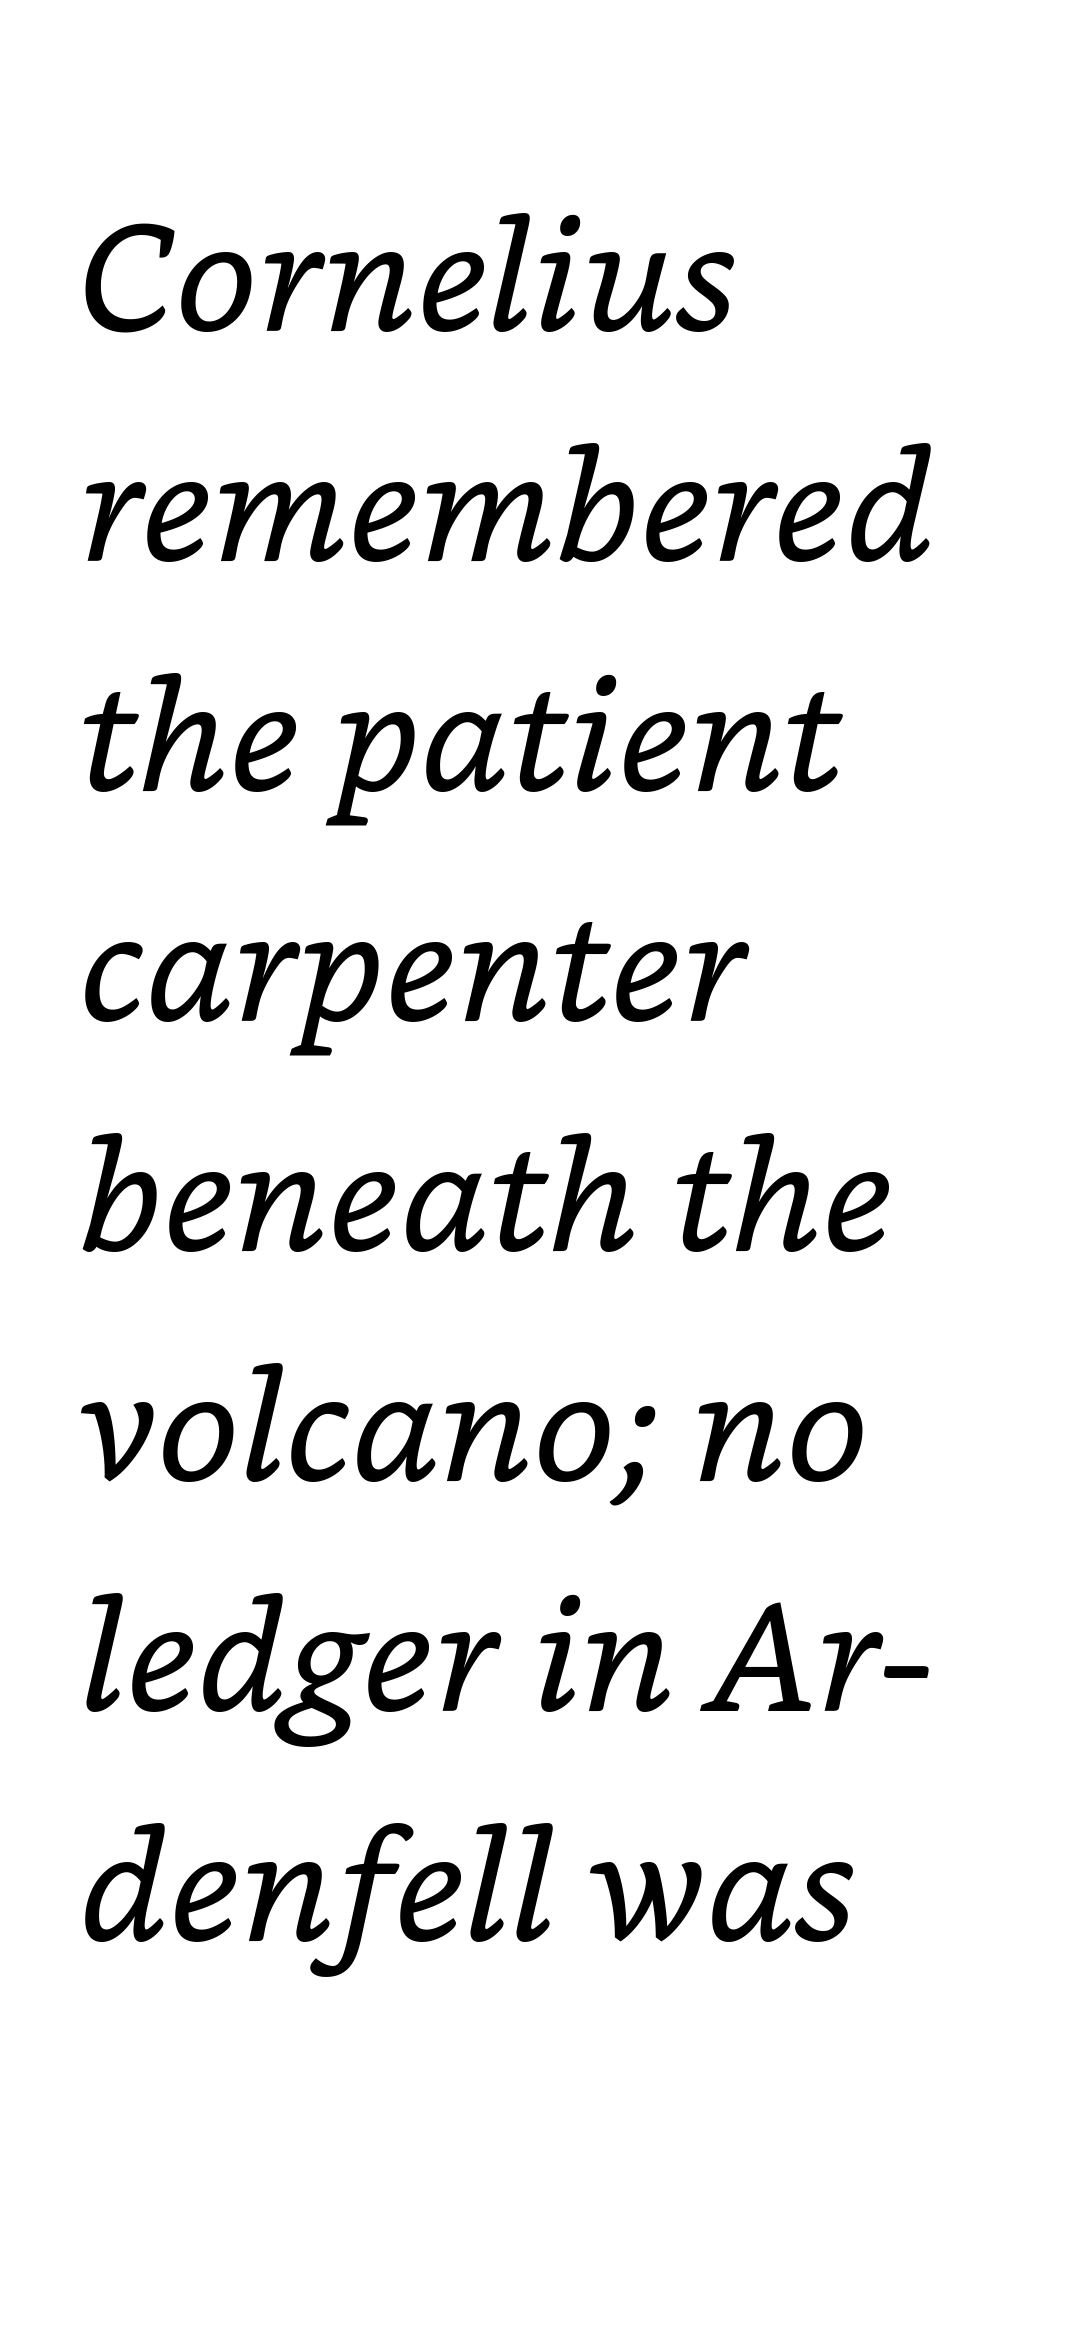 Cornelius
remembered
the patient
carpenter
beneath the
volcano; no
ledger in Ar-
denfell was